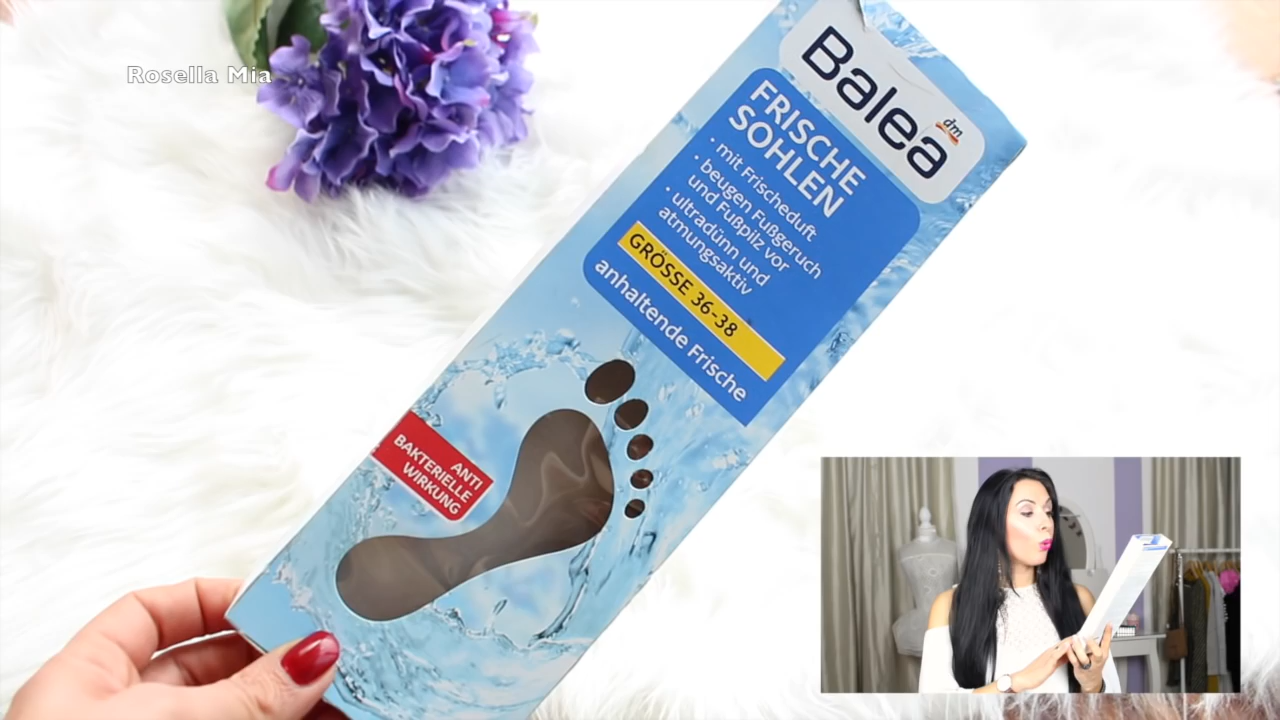 Rosella Mia
Balea
dm
FRISCHE
SOHLEN
• mit Frischeduft
• beugen Fußgeruch
und Fußpilz vor
• ultradünn und
atmungsaktiv
GRÖSSE 36-38
anhaltende Frische
ANTI
BAKTERIELLE
WIRKUNG